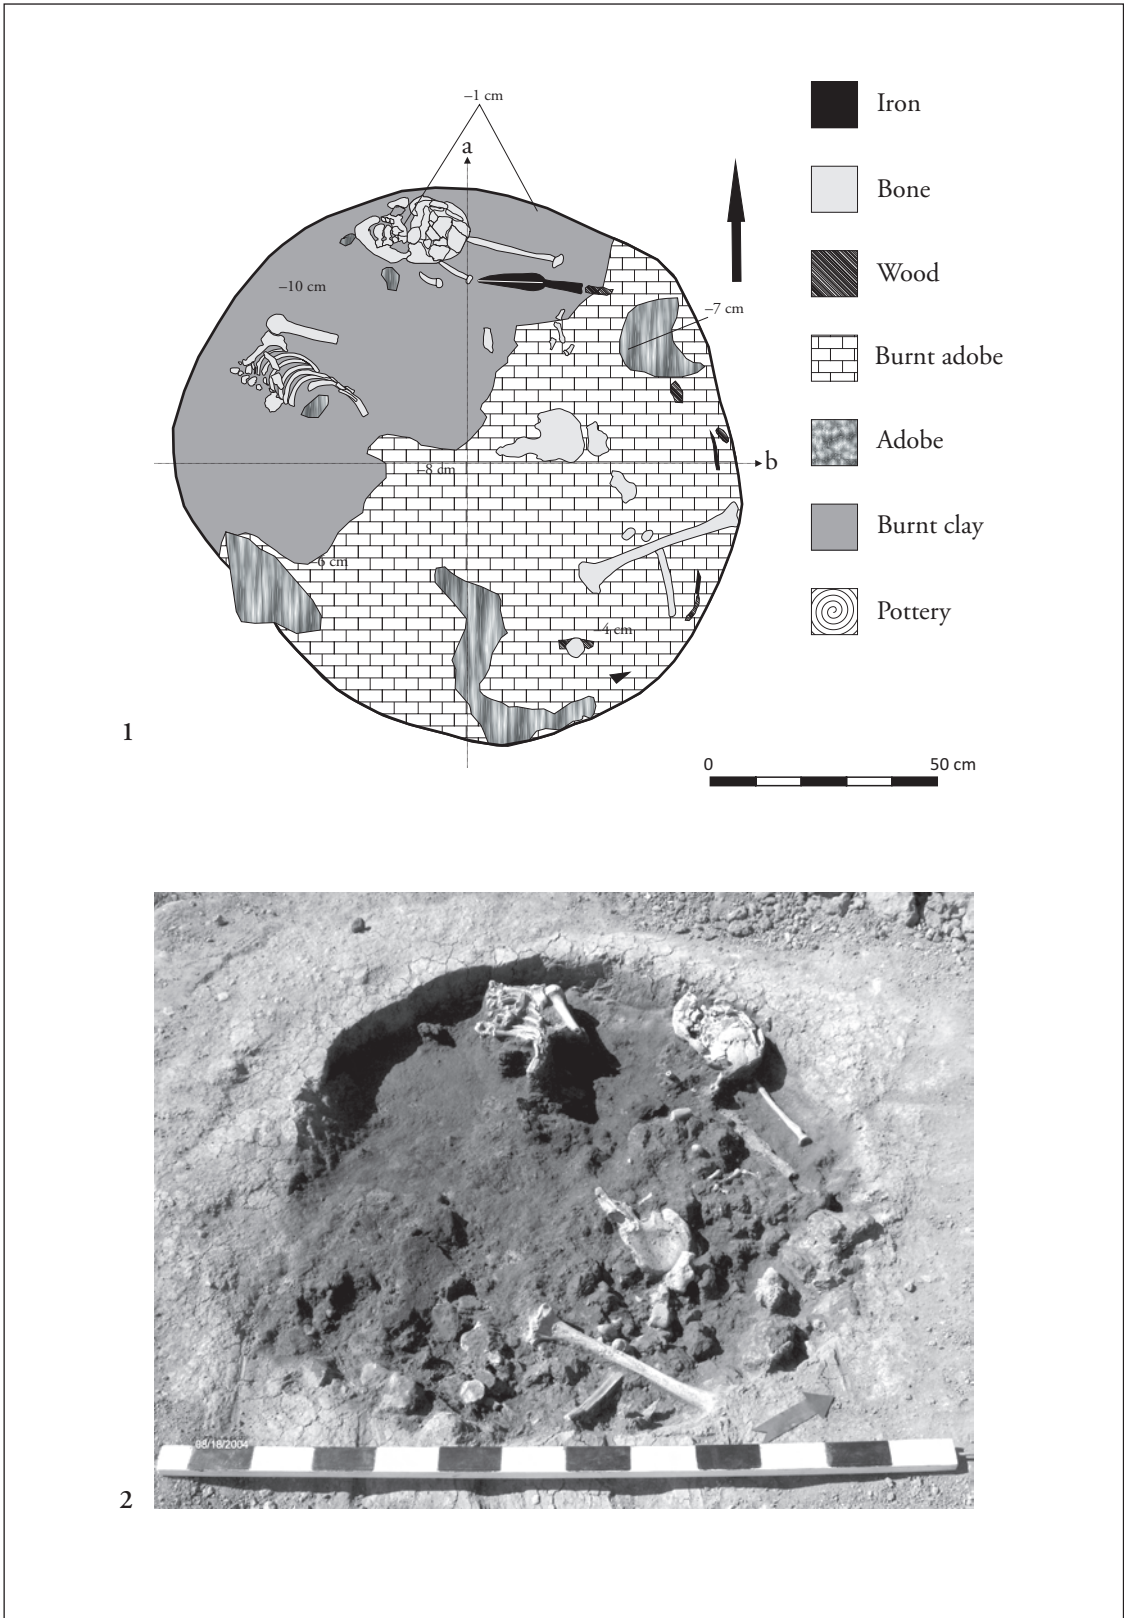 –1 cm
a
–10 cm
–7 cm
b
–8 cm
–6 cm
–4 cm
Iron
Bone
Wood
Burnt adobe
Adobe
Burnt clay
Pottery
1
0
50 cm
08/18/2004
2